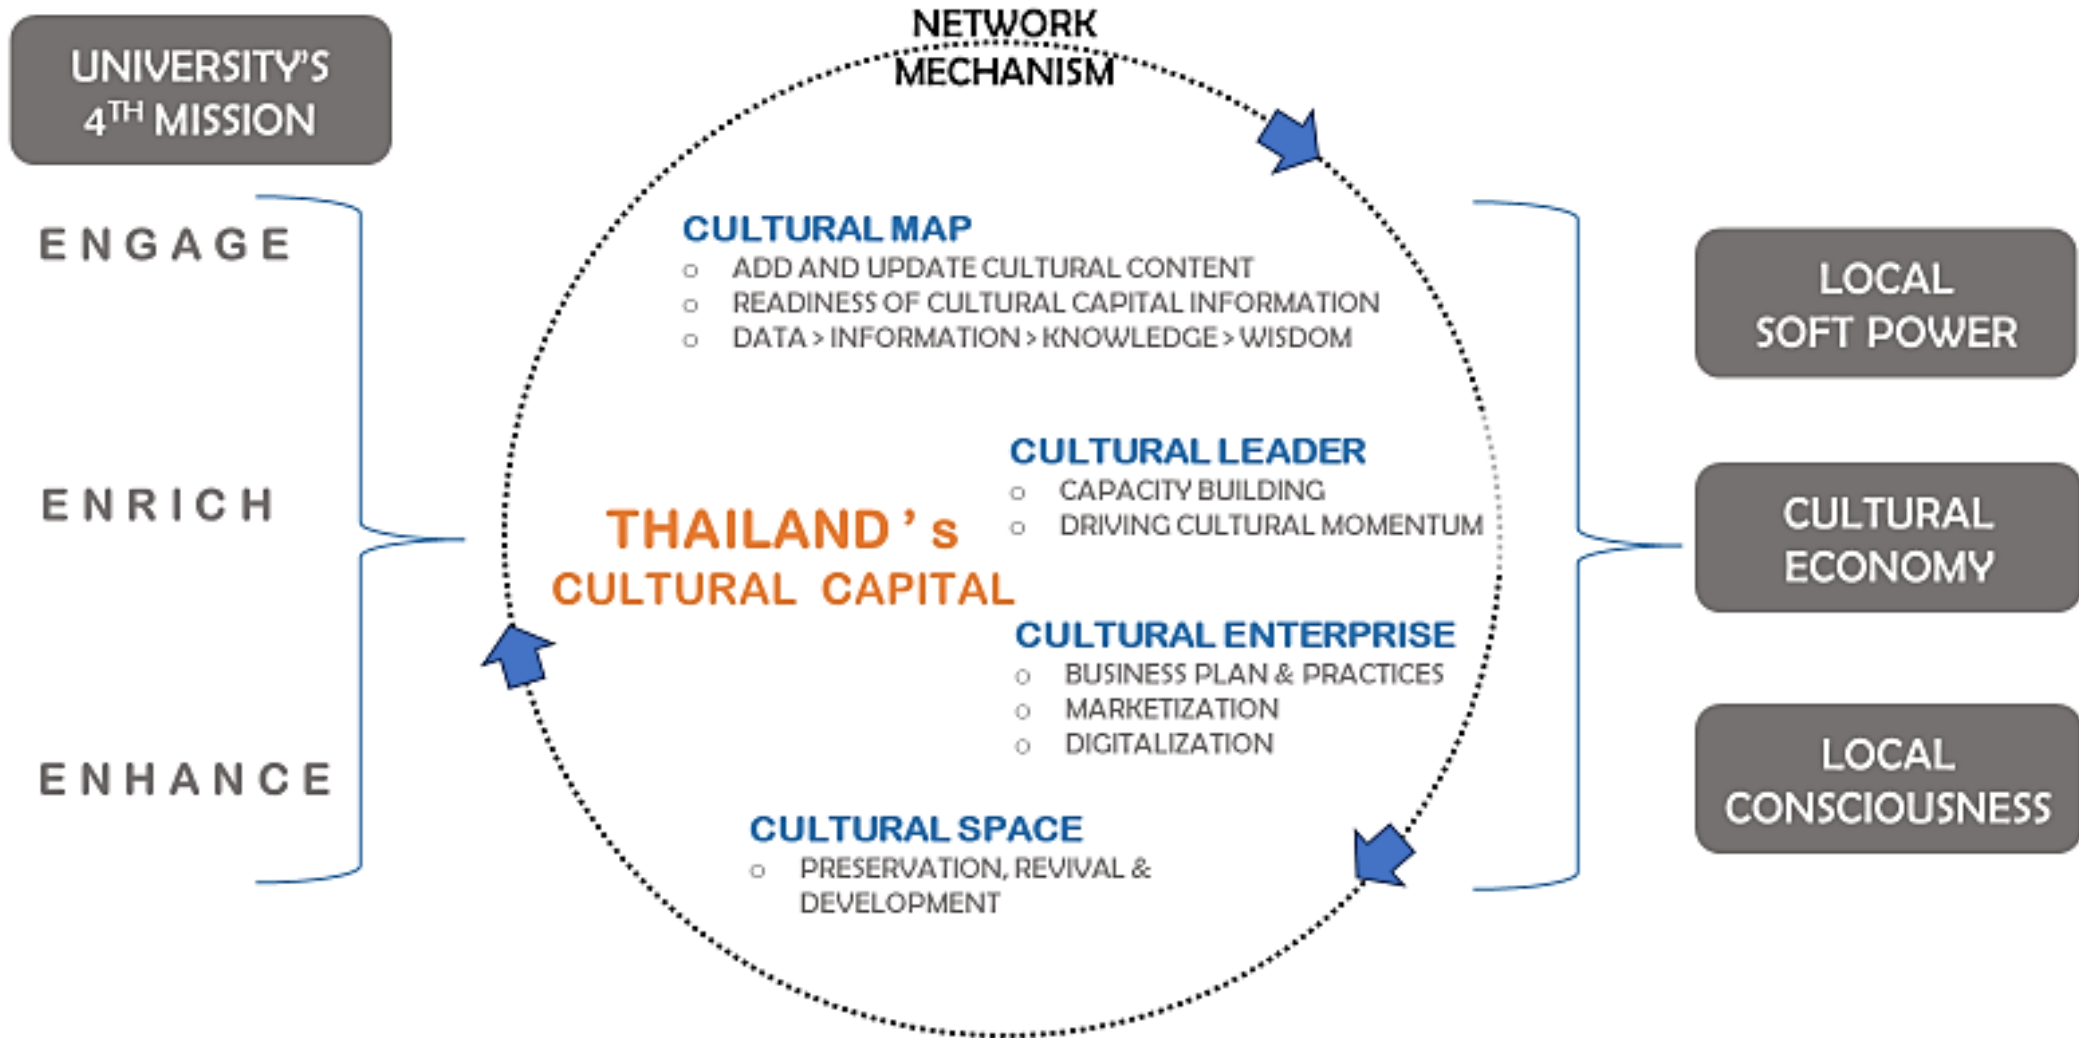 UNIVERSITY'S
4TH MISSION
ENGAGE
ENRICH
ENHANCE
NETWORK
MECHANISM
CULTURAL MAP
○ ADD AND UPDATE CULTURAL CONTENT
○ READINESS OF CULTURAL CAPITAL INFORMATION
○ DATA > INFORMATION > KNOWLEDGE > WISDOM
THAILAND 's
CULTURAL CAPITAL
CULTURAL LEADER
○ CAPACITY BUILDING
○ DRIVING CULTURAL MOMENTUM
CULTURAL ENTERPRISE
○ BUSINESS PLAN & PRACTICES
○ MARKETIZATION
○ DIGITALIZATION
CULTURAL SPACE
○ PRESERVATION, REVIVAL &
DEVELOPMENT
LOCAL
SOFT POWER
CULTURAL
ECONOMY
LOCAL
CONSCIOUSNESS